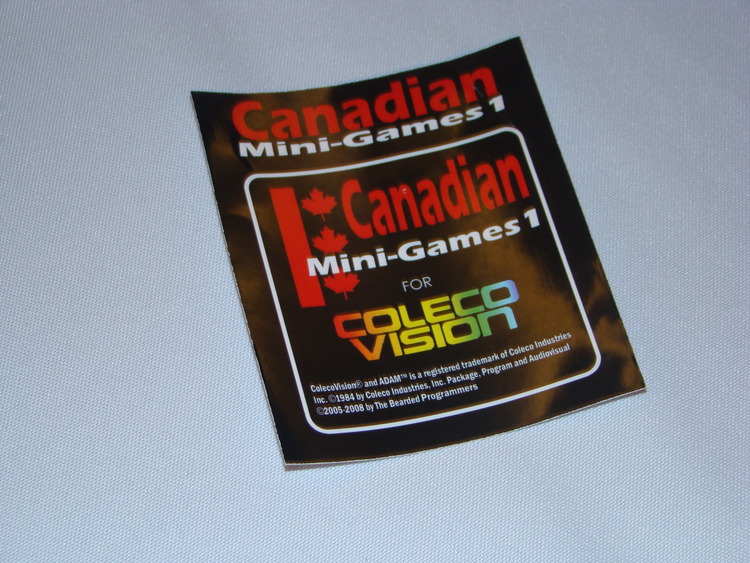 Canadian
Mini-Games 1
Canadian
Mini-Games 1
FOR
COLECO
VISION
ColecoVision® and ADAM™ is a registered trademark of Coleco Industries
Inc. ©1984 by Coleco Industries, Inc. Package, Program and Audiovisual
©2005-2008 by The Bearded Programmers